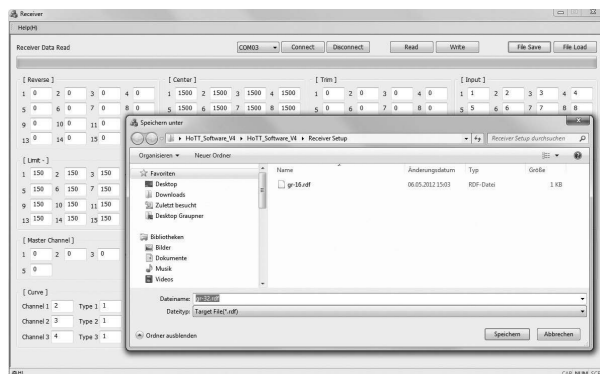 Receiver
Help(H)
Receiver Data Read COM03 Connect Disconnect Read Write File Save File Load
[ Reverse ] [ Center ] [ Trim ] [ Input ]
1 0 2 0 3 0 4 0 1 1500 2 1500 3 1500 4 1500 1 0 2 0 3 0 4 0 1 1 2 2 3 3 4 4
5 0 6 0 7 0 8 0 5 1500 6 1500 7 1500 8 1500 5 0 6 0 7 0 8 0 5 5 6 6 7 7 8 8
9 0 10 0 11 0
13 0 14 0 15 0
[ Limit - ]
1 150 2 150 3 150
5 150 6 150 7 150
9 150 10 150 11 150
13 150 14 150 15 150
[ Master Channel ]
1 0 2 0 3 0
5 0
[ Curve ]
Channel 1 2 Type 1 1
Channel 2 3 Type 2 1
Channel 3 4 Type 3 1
Speichern unter
HoTT_Software_V4 HoTT_Software_V4 Receiver Setup Receiver Setup durchsuchen
Organisieren Neuer Ordner
Favoriten
Desktop
Downloads
Zuletzt besucht
Desktop Graupner
Bibliotheken
Bilder
Dokumente
Musik
Videos
Name Änderungsdatum Typ Größe
gr-16.rdf 06.05.2012 15:03 RDF-Datei 1 KB
Dateiname: gr-32.rdf
Dateityp: Target File(*.rdf)
Ordner ausblenden Speichern Abbrechen
CAP NUM SCF